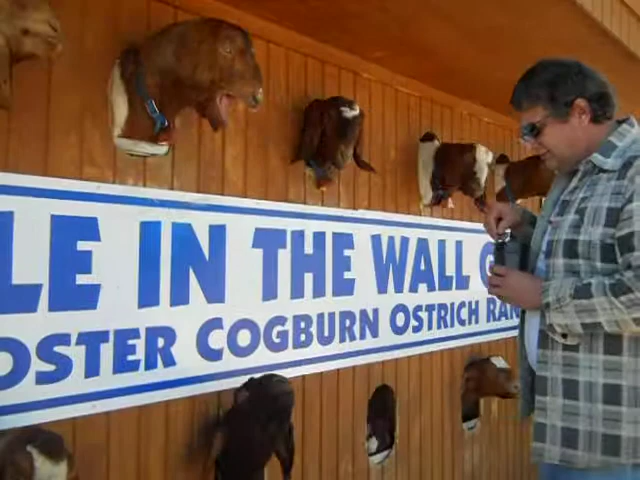 LE IN THE WALL G
OSTER COGBURN OSTRICH RAN